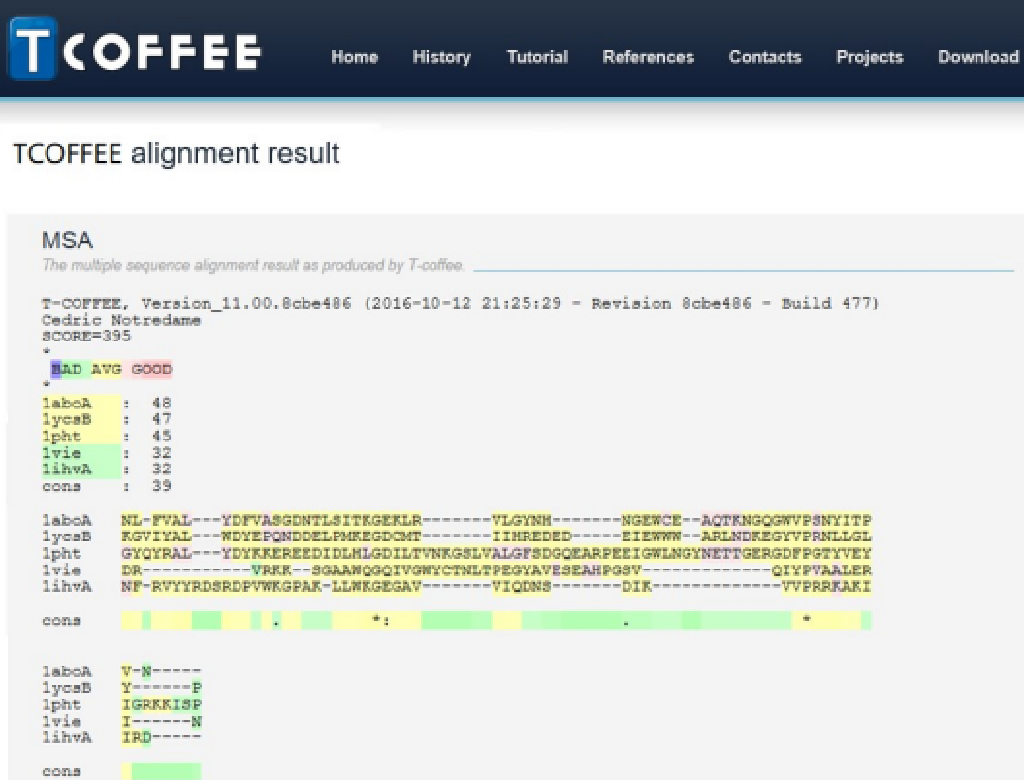 TCOFFEE
Home History Tutorial References Contacts Projects Download
TCOFFEE alignment result
MSA
The multiple sequence alignment result as produced by T-coffee.
T-COFFEE, Version_11.00.8cbe486 (2016-10-12 21:25:29 - Revision 8cbe486 - Build 477)
Cedric Notredame
SCORE=395
*
BAD AVG GOOD
*
1aboA : 48
1ycsB : 47
1pht : 45
1vie : 32
1ihvA : 32
cons : 39
1aboA NL-FVAL---YDFVASGDNTLSITKGEKLR-------VLGYNH-------NGEWCE--AQTKNGQGWVPSNYITP
1ycsB KGVIYAL---WDYEPQNDDELPMKEGDCMT-------IIHREDED-----EIEWWW--ARLNDKEGYVPRNLLGL
1pht GYQYRAL---YDYKKEREEDIDLHLGDILTVNKGSLVALGFSDGQEARPEEIGWLNGYNETTGERGDFPGTYVEY
1vie DR-----------VRKK--SGAAWQGQIVGWYCTNLTPEGYAVESEAHPGSV-------------QIYPVAALER
1ihvA NF-RVYYRDSRDPVWKGPAK-LLWKGEGAV-------VIQDNS-------DIK-------------VVPRRKAKI
cons . *: . *
1aboA V-N-----
1ycsB Y------P
1pht IGRKKISP
1vie I------N
1ihvA IRD-----
cons